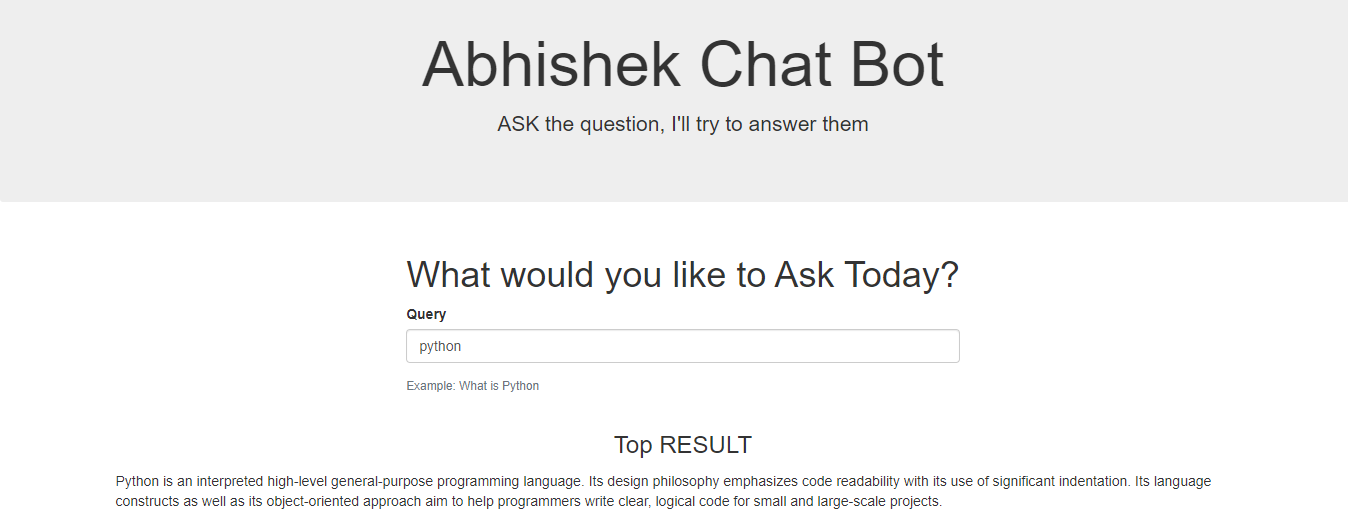 Abhishek Chat Bot
ASK the question, I'll try to answer them
What would you like to Ask Today?
Query
python
Example: What is Python
Top RESULT
Python is an interpreted high-level general-purpose programming language. Its design philosophy emphasizes code readability with its use of significant indentation. Its language
constructs as well as its object-oriented approach aim to help programmers write clear, logical code for small and large-scale projects.